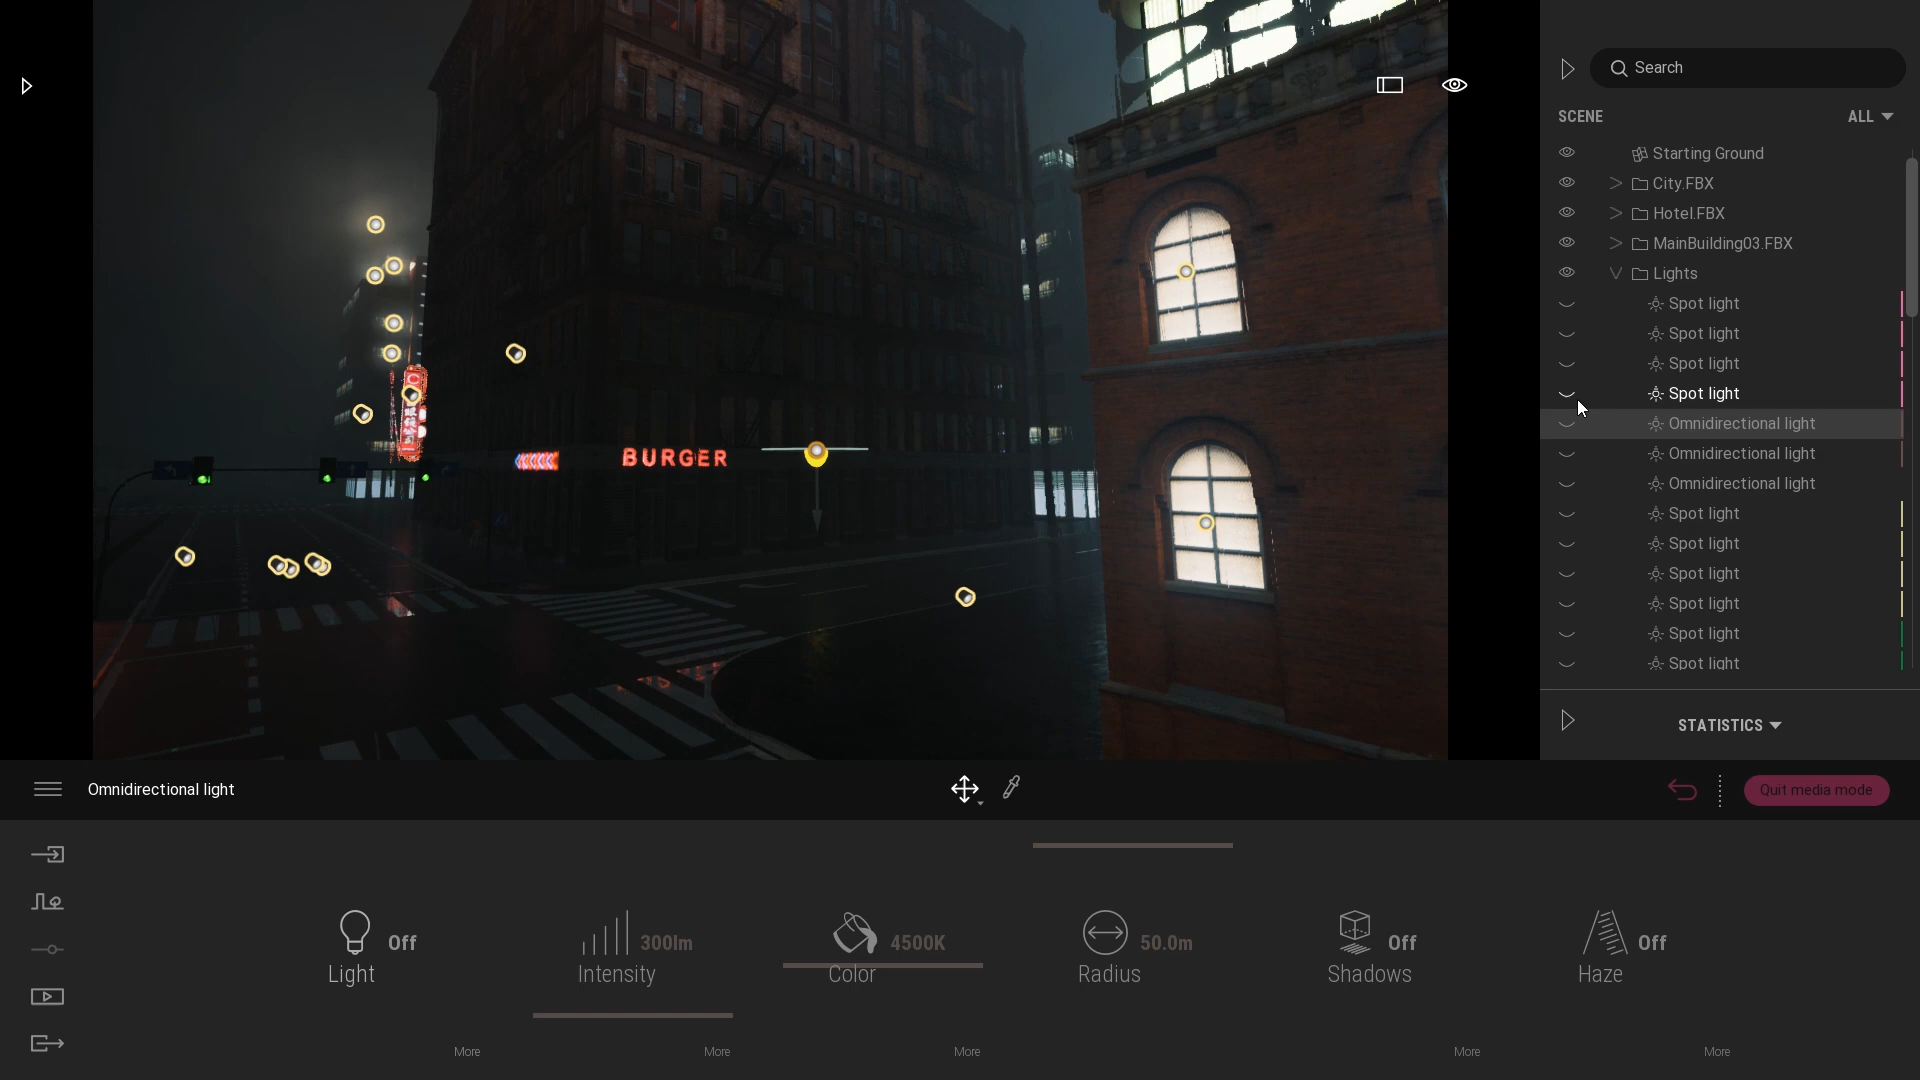 Search
SCENE
ALL
Starting Ground
City.FBX
Hotel.FBX
MainBuilding03.FBX
Lights
Spot light
Spot light
Spot light
Spot light
Omnidirectional light
Omnidirectional light
Omnidirectional light
Spot light
Spot light
Spot light
Spot light
Spot light
Spot light
BURGER
STATISTICS
Omnidirectional light
Quit media mode
Off
300lm
4500K
50.0m
Off
Off
Light
Intensity
Color
Radius
Shadows
Haze
More
More
More
More
More